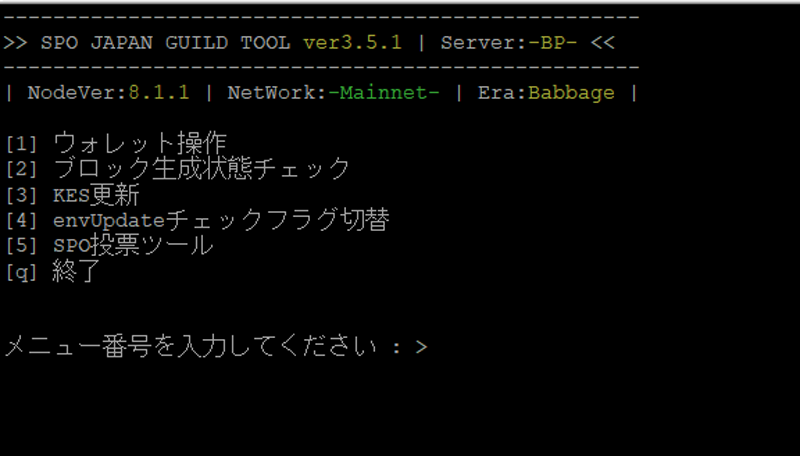 ---------------------------------------------------
>> SPO JAPAN GUILD TOOL ver3.5.1 | Server:-BP- <<
---------------------------------------------------
| NodeVer:8.1.1 | NetWork:-Mainnet- | Era:Babbage |
[1] ウォレット操作
[2] ブロック生成状態チェック
[3] KES更新
[4] envUpdateチェックフラグ切替
[5] SPO投票ツール
[q] 終了
メニュー番号を入力してください : >